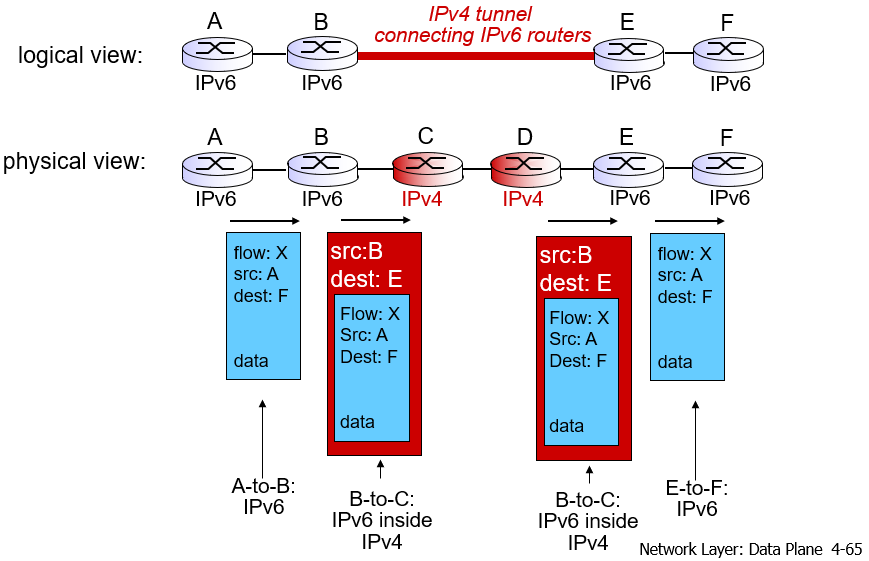 A B IPv4 tunnel E F
connecting IPv6 routers
logical view:
IPv6 IPv6 IPv6 IPv6
A B C D E F
physical view:
IPv6 IPv6 IPv4 IPv4 IPv6 IPv6
flow: X
src: A
dest: F
data
src:B
dest: E
Flow: X
Src: A
Dest: F
data
src:B
dest: E
Flow: X
Src: A
Dest: F
data
flow: X
src: A
dest: F
data
A-to-B:
IPv6
B-to-C:
IPv6 inside
IPv4
B-to-C:
IPv6 inside
IPv4
E-to-F:
IPv6
Network Layer: Data Plane 4-65